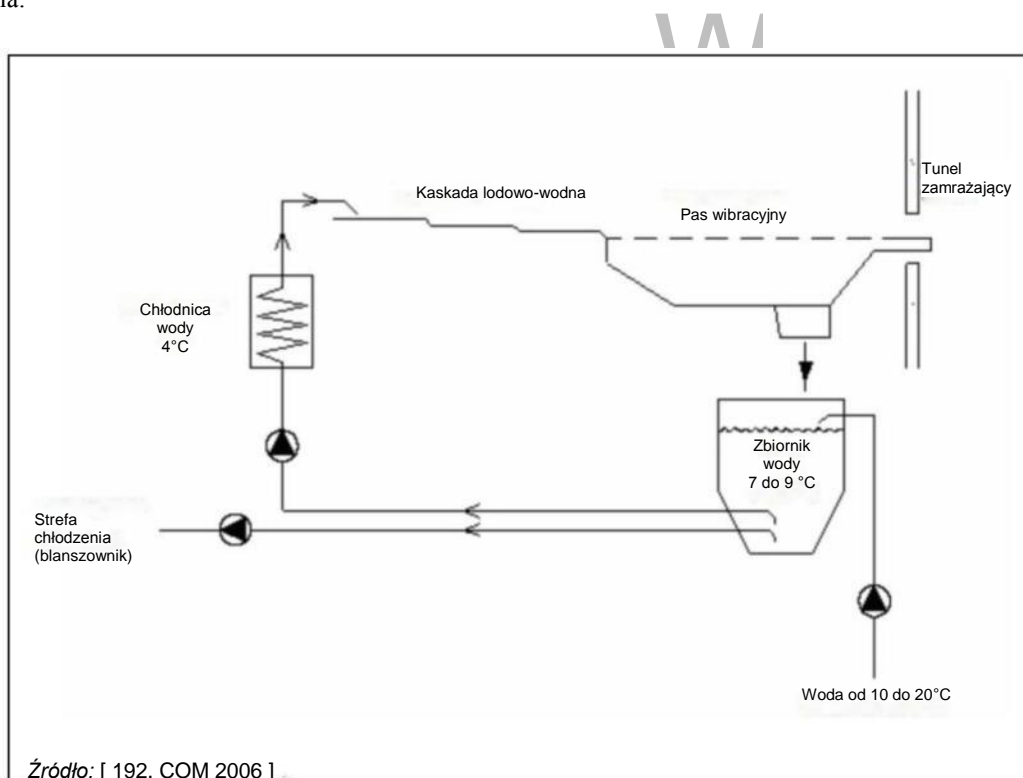 Tunel
zamrażający
Kaskada lodowo-wodna
Pas wibracyjny
Chłodnica
wody
4°C
Zbiornik
wody
7 do 9 °C
Strefa
chłodzenia
(blanszownik)
Woda od 10 do 20°C
Źródło: [ 192, COM 2006 ]